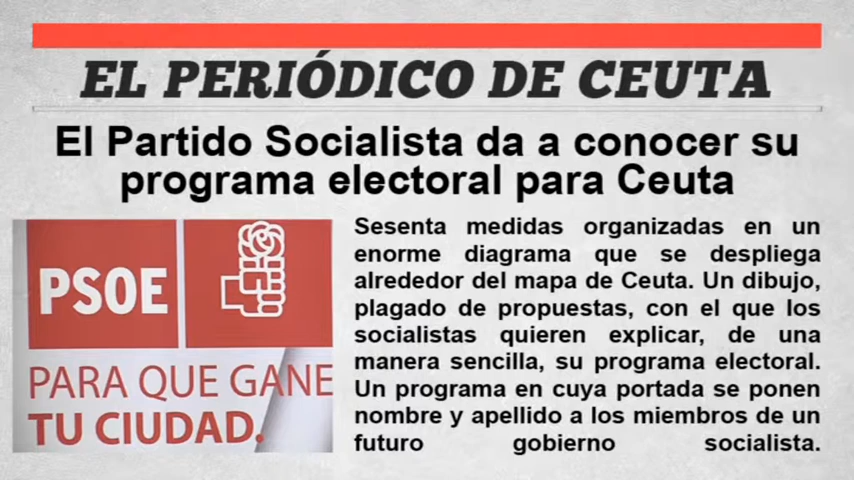 EL PERIÓDICO DE CEUTA
El Partido Socialista da a conocer su
programa electoral para Ceuta
PSOE
PARA QUE GANE
TU CIUDAD.
Sesenta medidas organizadas en un
enorme diagrama que se despliega
alrededor del mapa de Ceuta. Un dibujo,
plagado de propuestas, con el que los
socialistas quieren explicar, de una
manera sencilla, su programa electoral.
Un programa en cuya portada se ponen
nombre y apellido a los miembros de un
futuro gobierno socialista.